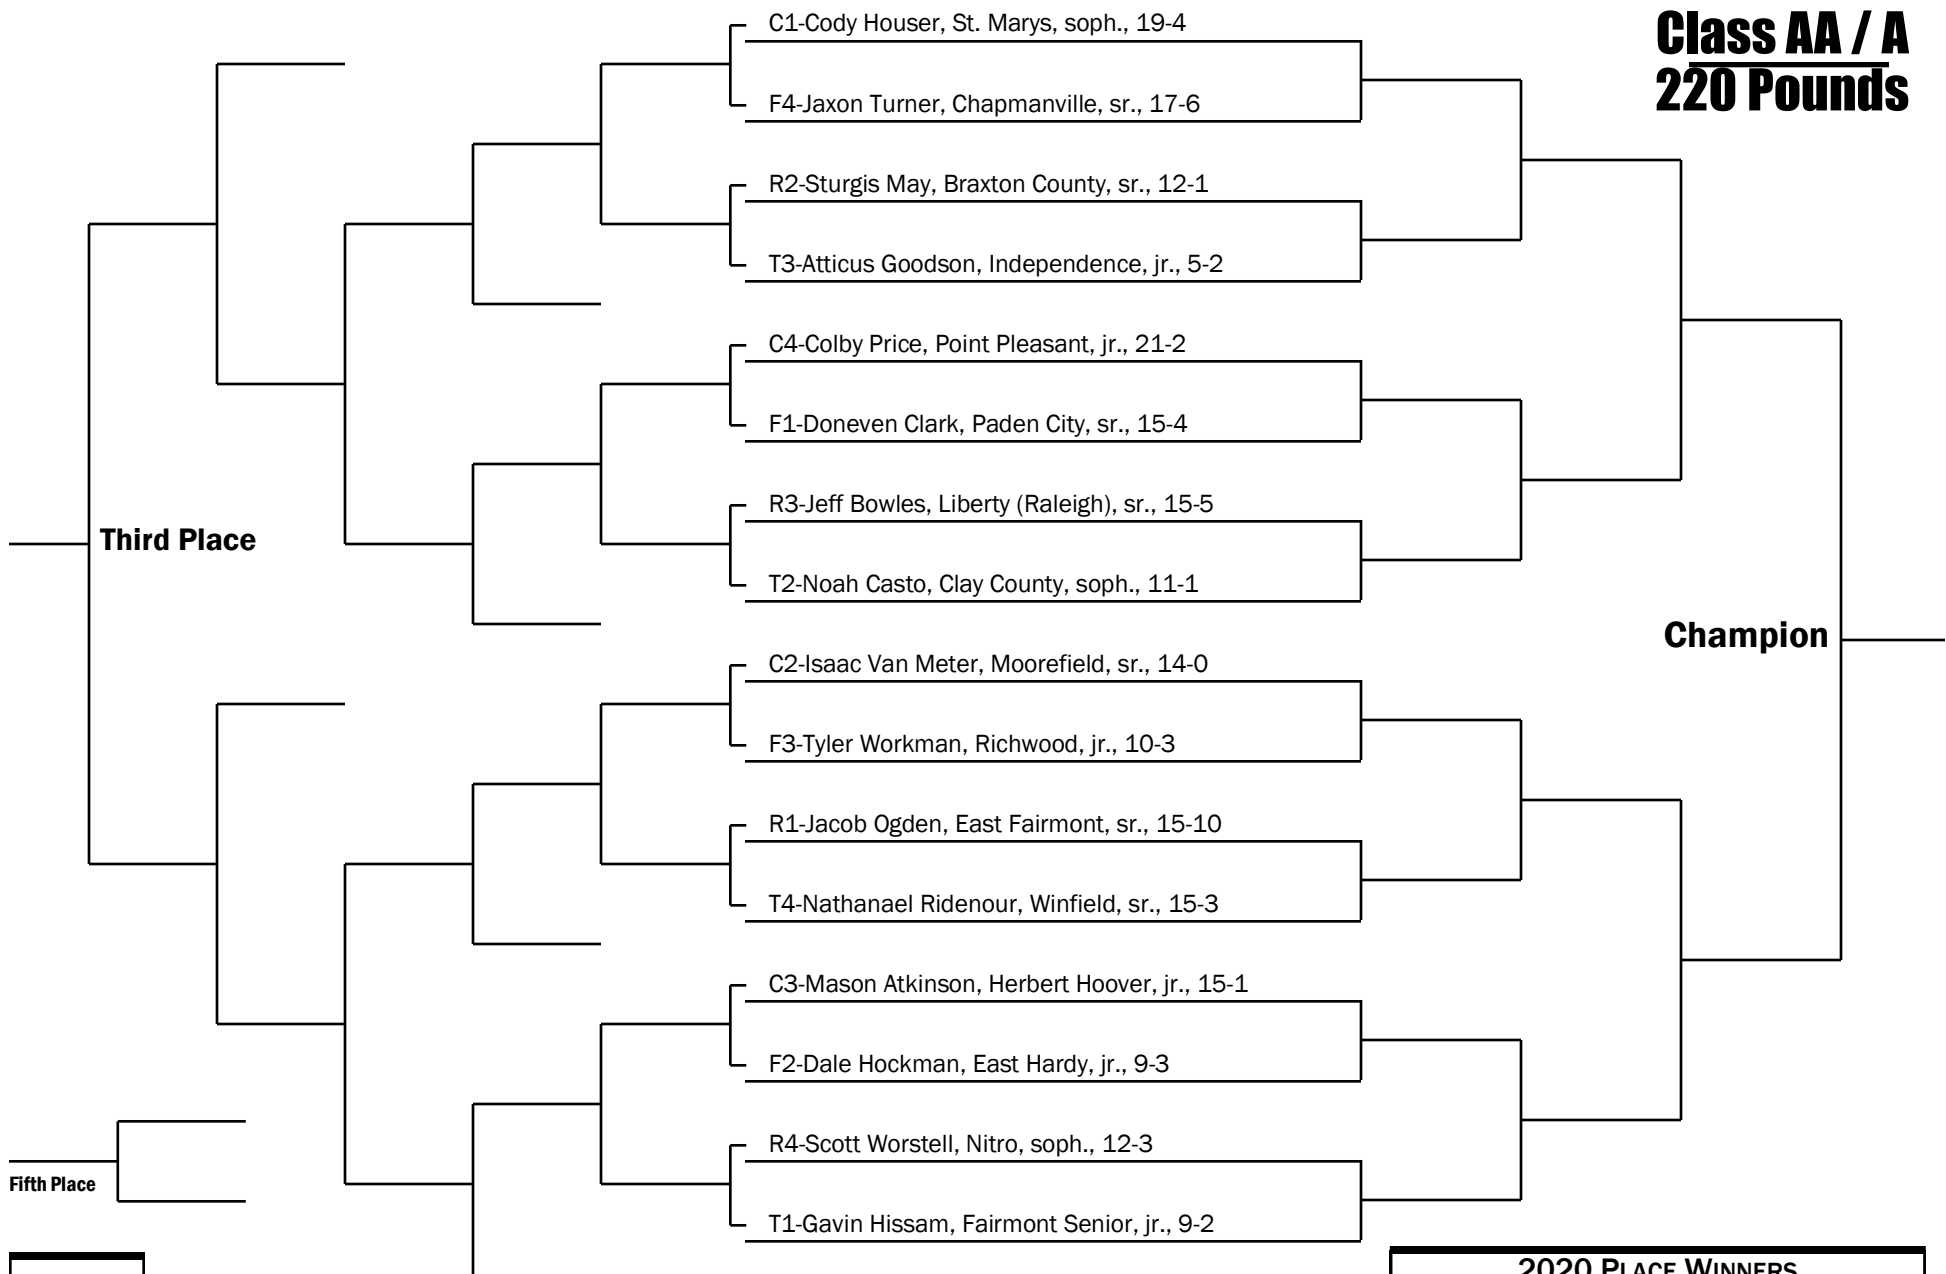 Class AA / A
220 Pounds
C1-Cody Houser, St. Marys, soph., 19-4
F4-Jaxon Turner, Chapmanville, sr., 17-6
R2-Sturgis May, Braxton County, sr., 12-1
T3-Atticus Goodson, Independence, jr., 5-2
C4-Colby Price, Point Pleasant, jr., 21-2
F1-Doneven Clark, Paden City, sr., 15-4
R3-Jeff Bowles, Liberty (Raleigh), sr., 15-5
Third Place
T2-Noah Casto, Clay County, soph., 11-1
Champion
C2-Isaac Van Meter, Moorefield, sr., 14-0
F3-Tyler Workman, Richwood, jr., 10-3
R1-Jacob Ogden, East Fairmont, sr., 15-10
T4-Nathanael Ridenour, Winfield, sr., 15-3
C3-Mason Atkinson, Herbert Hoover, jr., 15-1
F2-Dale Hockman, East Hardy, jr., 9-3
R4-Scott Worstell, Nitro, soph., 12-3
Fifth Place
T1-Gavin Hissam, Fairmont Senior, jr., 9-2
2020 PLACE WINNERS